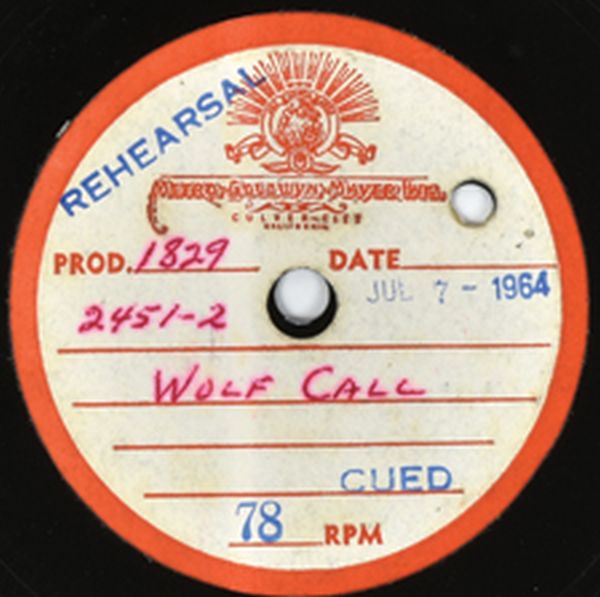 REHEARSAL
Metro-Goldwyn-Mayer Inc.
CULVER CITY
CALIFORNIA
PROD. 1829 DATE
JUL 7 - 1964
2451-2
WOLF CALL
CUED
78 RPM